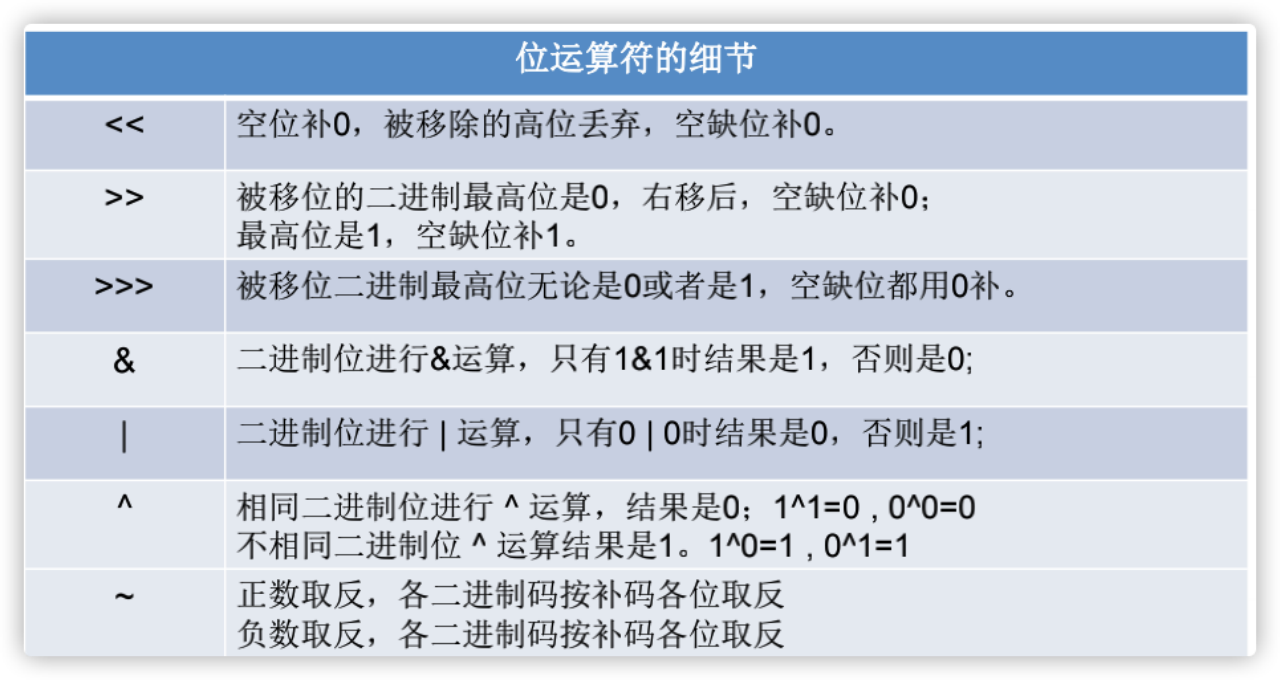 位运算符的细节
<< 空位补0，被移除的高位丢弃，空缺位补0。
>> 被移位的二进制最高位是0，右移后，空缺位补0；
最高位是1，空缺位补1。
>>> 被移位二进制最高位无论是0或者是1，空缺位都用0补。
& 二进制位进行&运算，只有1&1时结果是1，否则是0;
| 二进制位进行 | 运算，只有0 | 0时结果是0，否则是1;
^ 相同二进制位进行 ^ 运算，结果是0；1^1=0 , 0^0=0
不相同二进制位 ^ 运算结果是1。1^0=1 , 0^1=1
~ 正数取反，各二进制码按补码各位取反
负数取反，各二进制码按补码各位取反